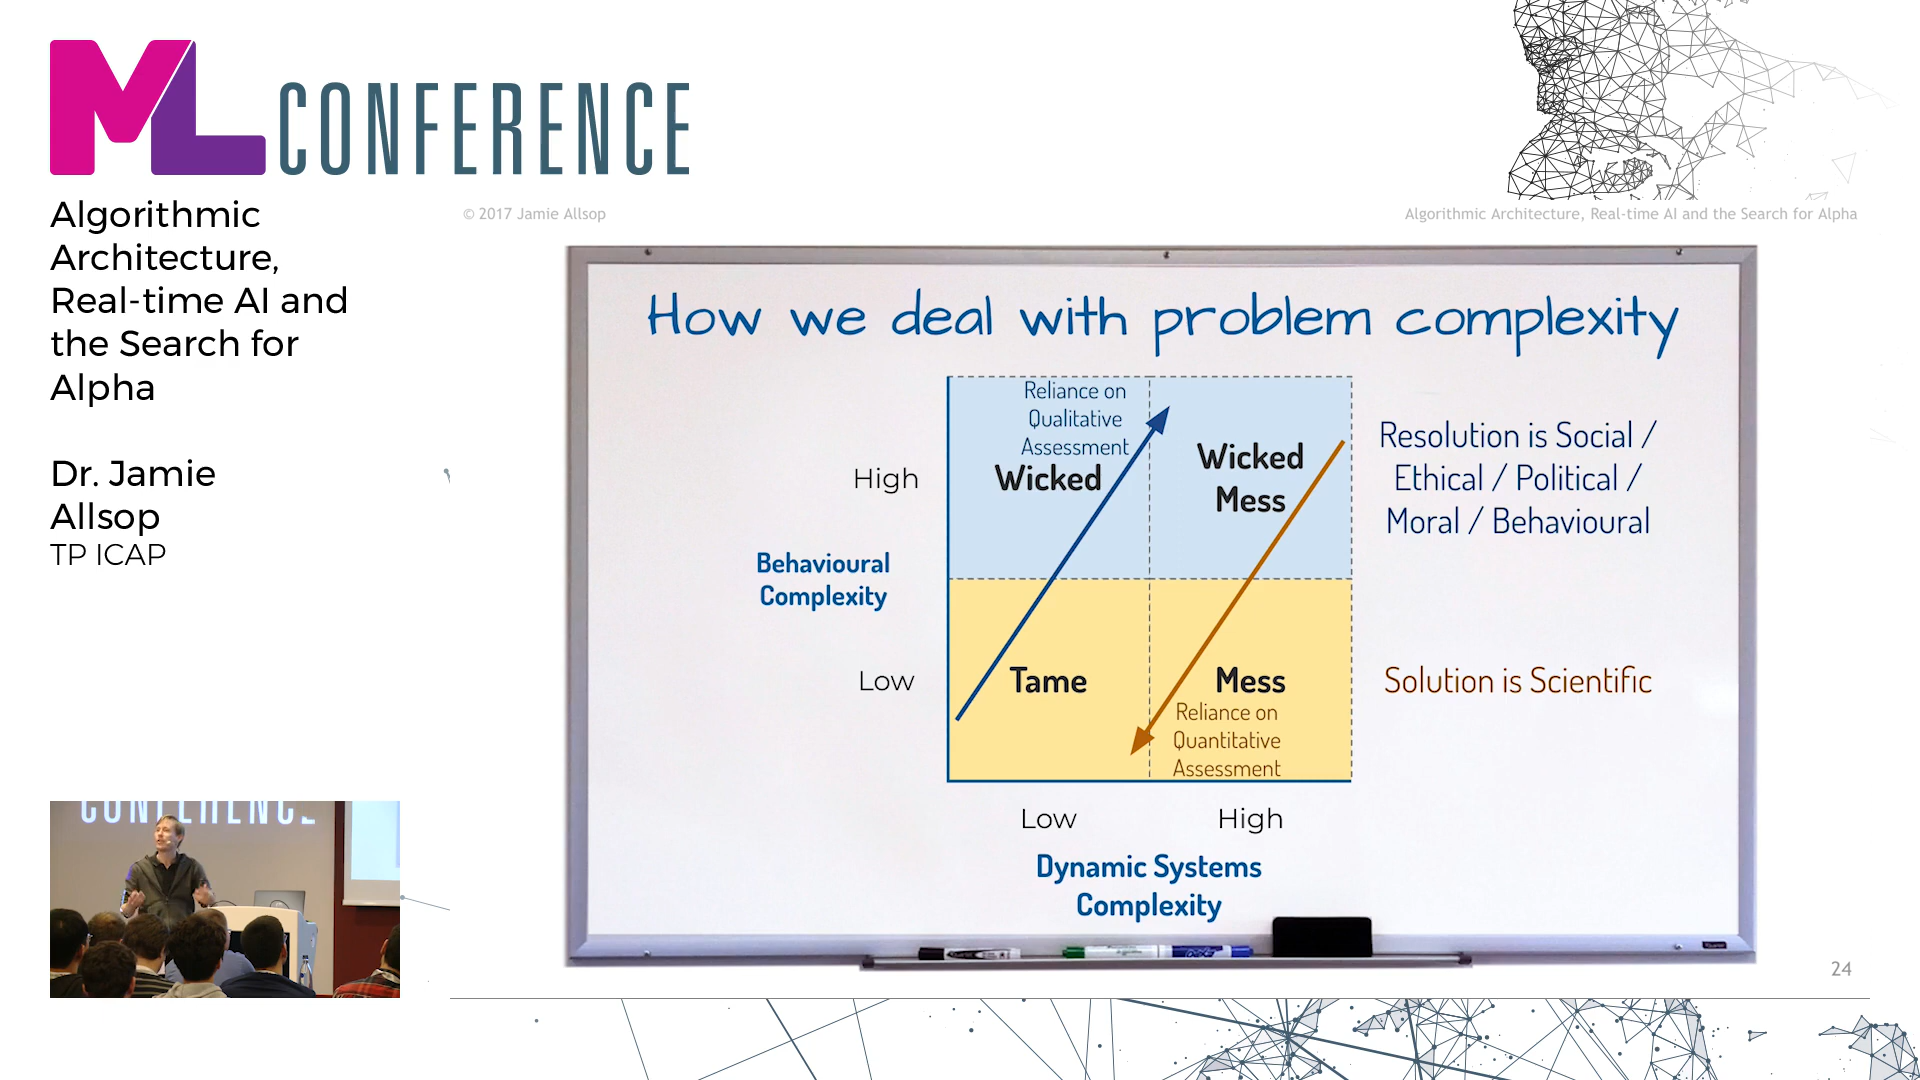 ML CONFERENCE
Algorithmic
Architecture,
Real-time AI and
the Search for
Alpha
Dr. Jamie
Allsop
TP ICAP
© 2017 Jamie Allsop
Algorithmic Architecture, Real-time AI and the Search for Alpha
How we deal with problem complexity
Reliance on
Qualitative
Assessment
Wicked
Wicked
Mess
High
Behavioural
Complexity
Low
Tame
Mess
Reliance on
Quantitative
Assessment
Resolution is Social /
Ethical / Political /
Moral / Behavioural
Solution is Scientific
Low
High
Dynamic Systems
Complexity
24
CONFERENCE